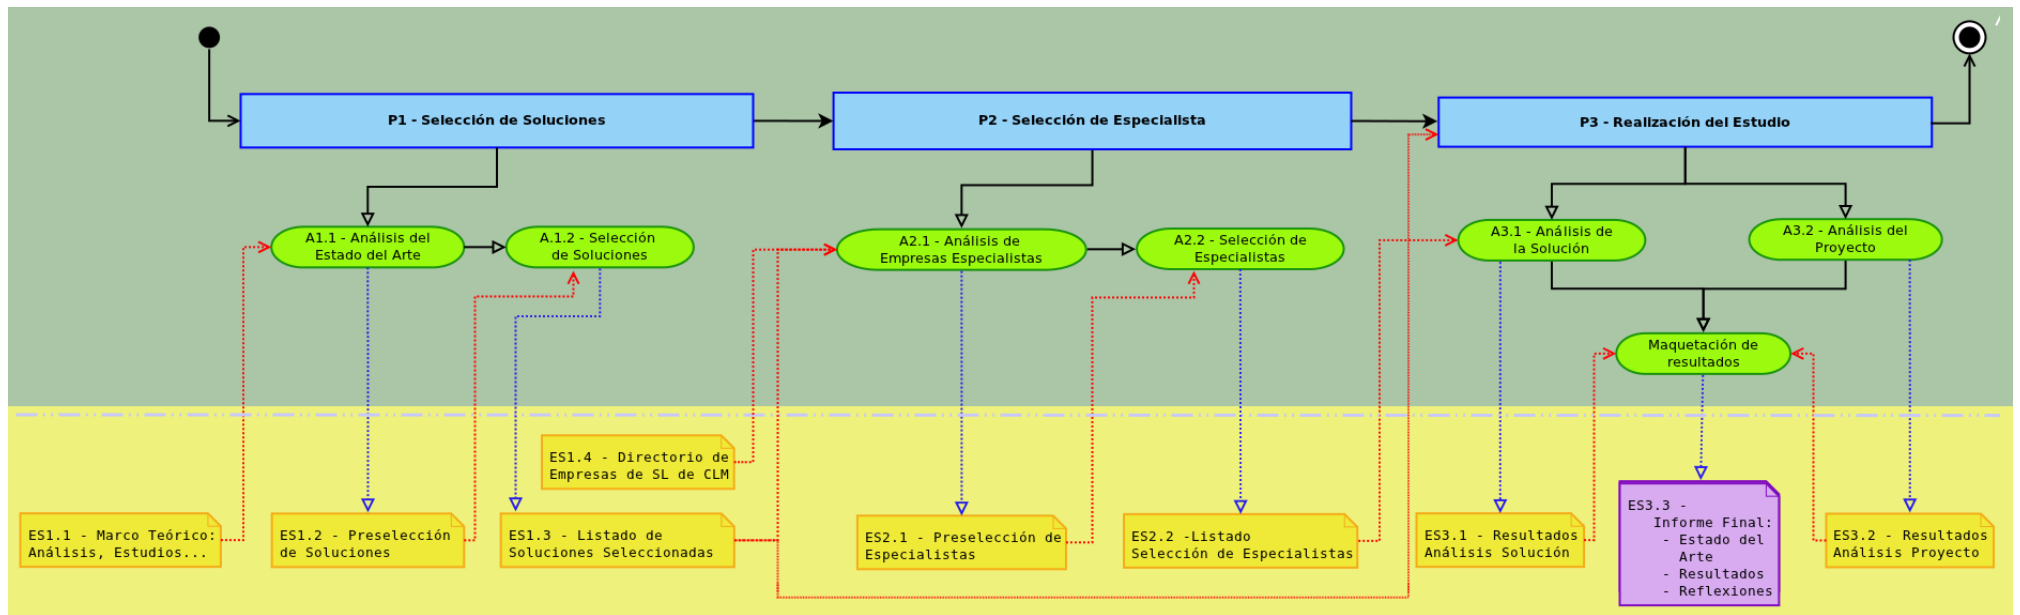 P1 - Selección de Soluciones
P2 - Selección de Especialista
P3 - Realización del Estudio
A1.1 - Análisis del
Estado del Arte
A.1.2 - Selección
de Soluciones
A2.1 - Análisis de
Empresas Especialistas
A2.2 - Selección de
Especialistas
A3.1 - Análisis de
la Solución
A3.2 - Análisis del
Proyecto
Maquetación de
resultados
ES1.4 - Directorio de
Empresas de SL de CLM
ES1.1 - Marco Teórico:
Análisis, Estudios...
ES1.2 - Preselección
de Soluciones
ES1.3 - Listado de
Soluciones Seleccionadas
ES2.1 - Preselección de
Especialistas
ES2.2 -Listado
Selección de Especialistas
ES3.1 - Resultados
Análisis Solución
ES3.3 -
Informe Final:
- Estado del
Arte
- Resultados
- Reflexiones
ES3.2 - Resultados
Análisis Proyecto